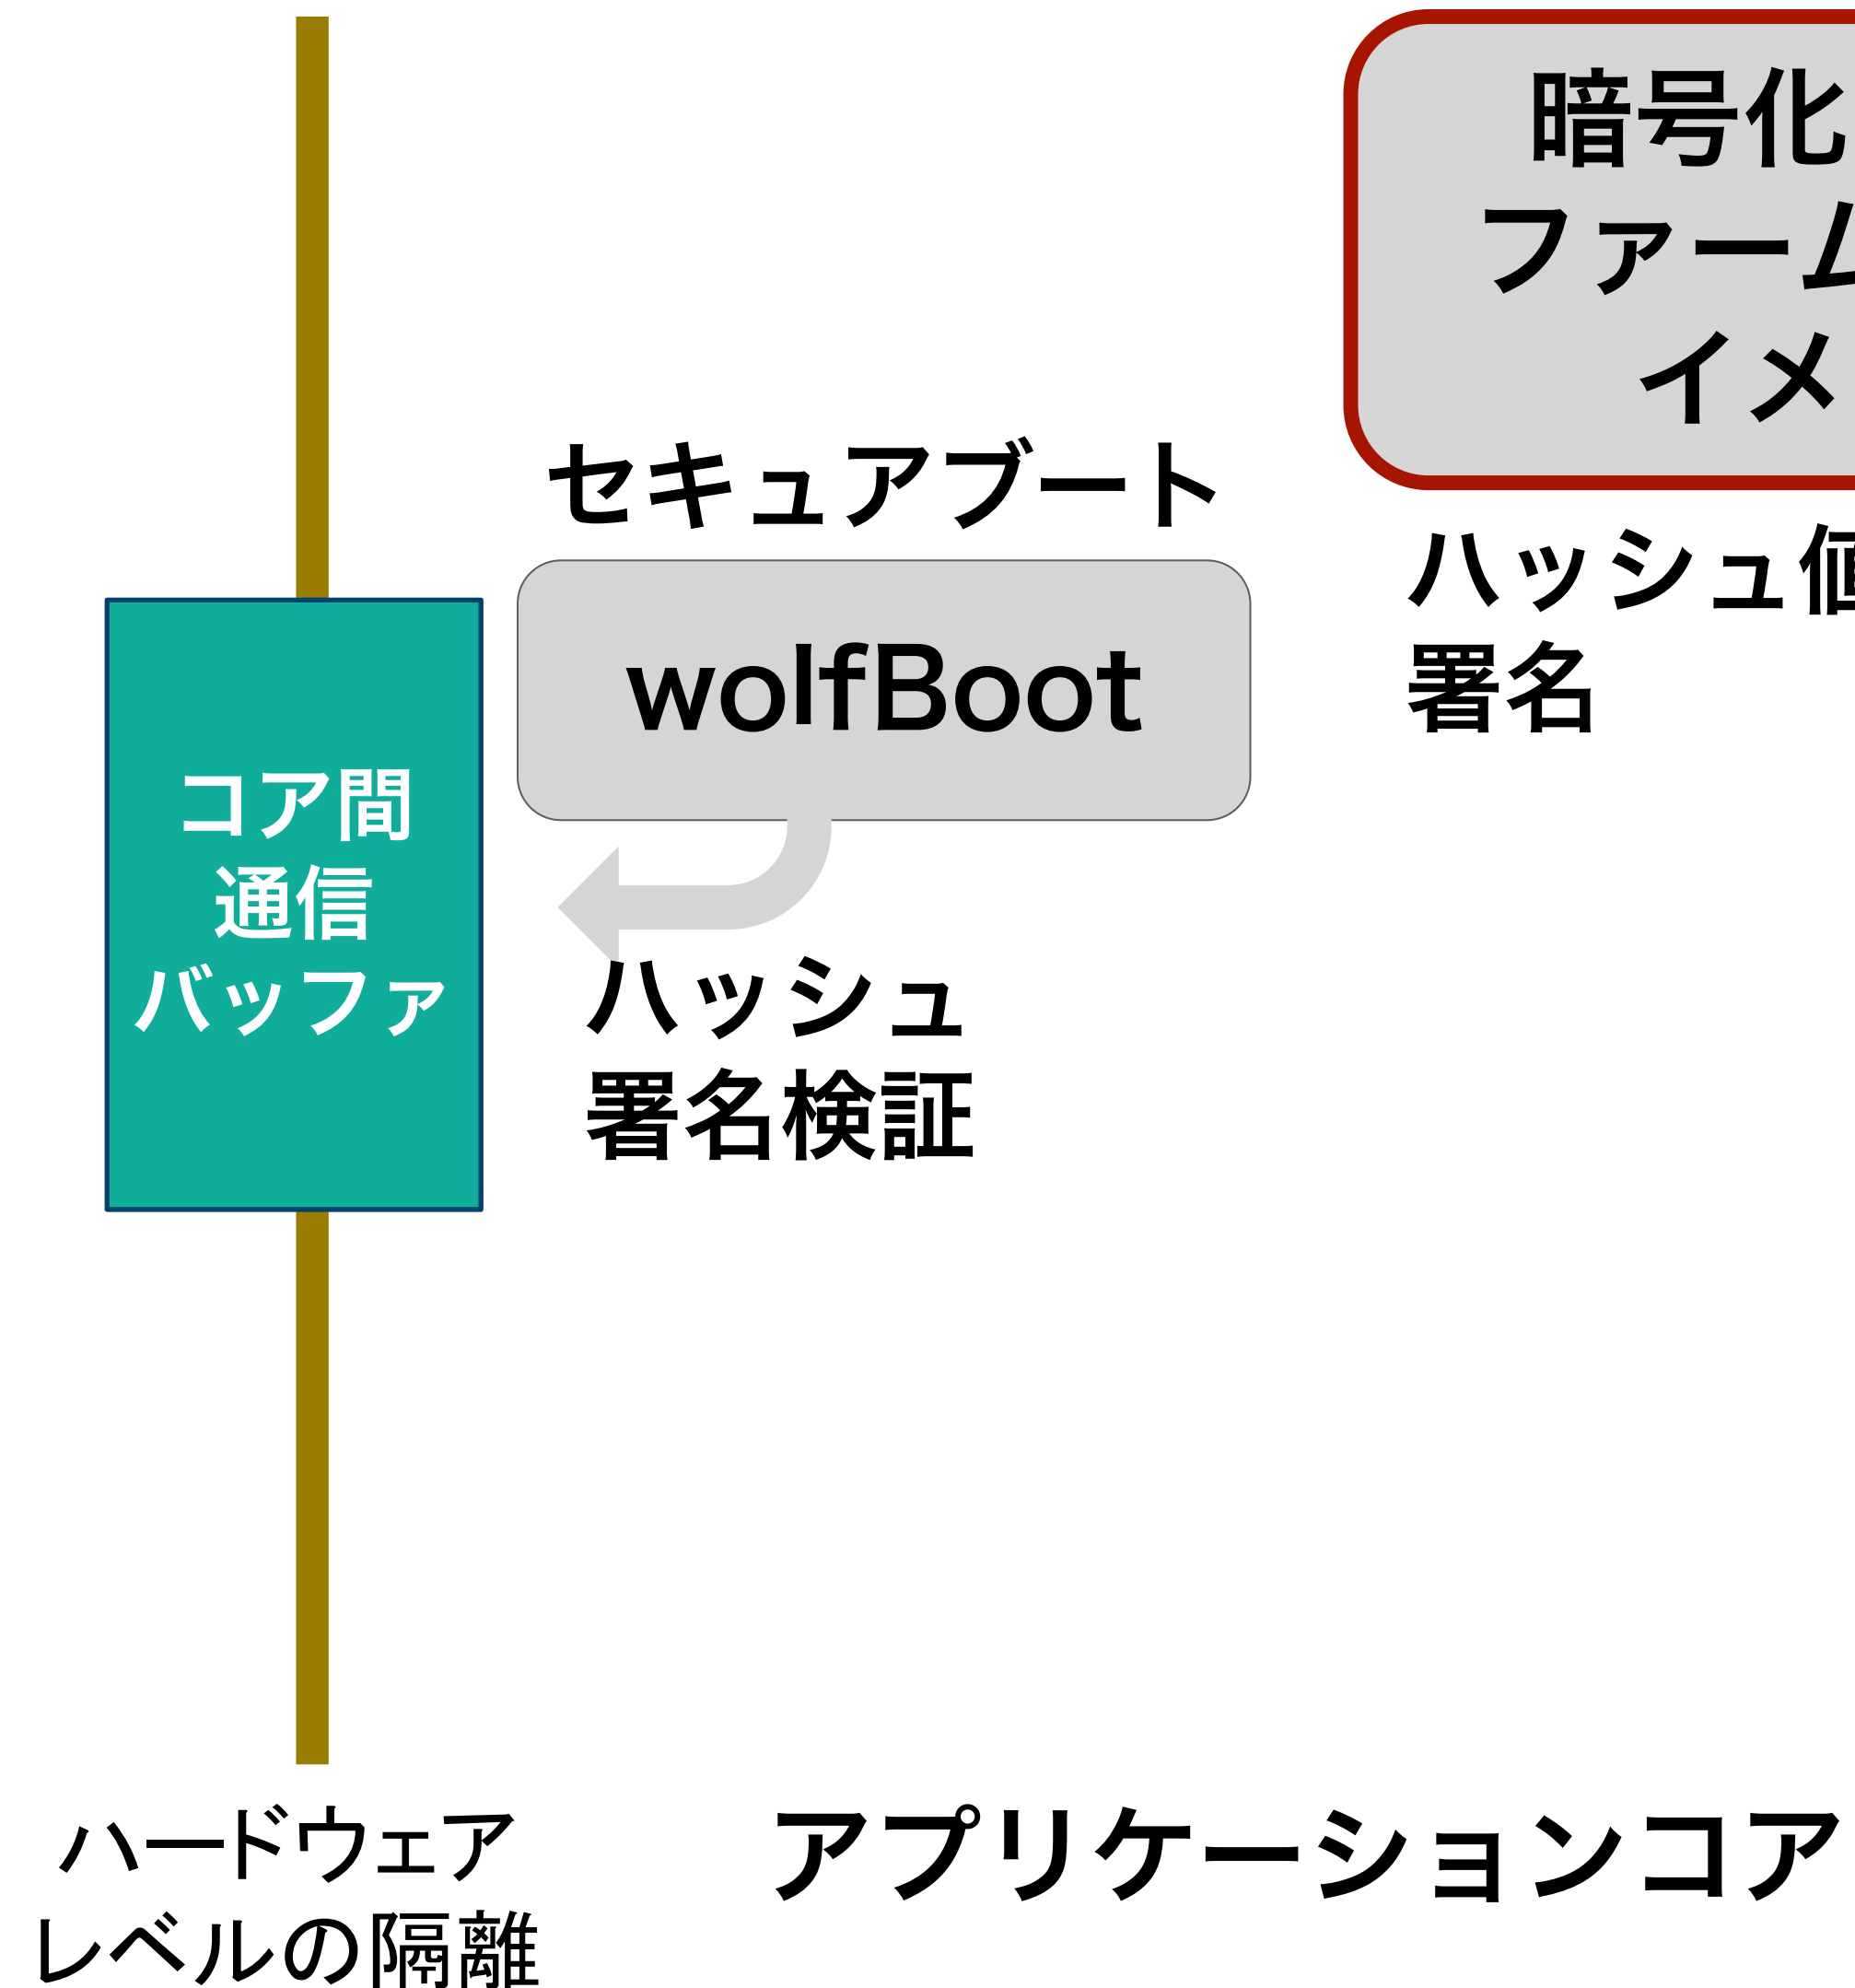 暗号化
ファーム
イメ
セキュアブート
wolfBoot
ハッシュ値
署名
コア間
通信
バッファ
ハッシュ
署名検証
ハードウェア
レベルの隔離
アプリケーションコア